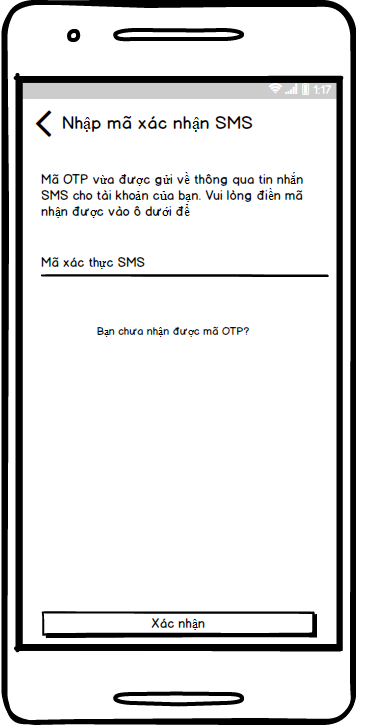 1:17
Nhập mã xác nhận SMS
Mã OTP vừa được gửi về thông qua tin nhắn
SMS cho tài khoản của bạn. Vui lòng điền mã
nhận được vào ô dưới để
Mã xác thực SMS
Bạn chưa nhận được mã OTP?
Xác nhận